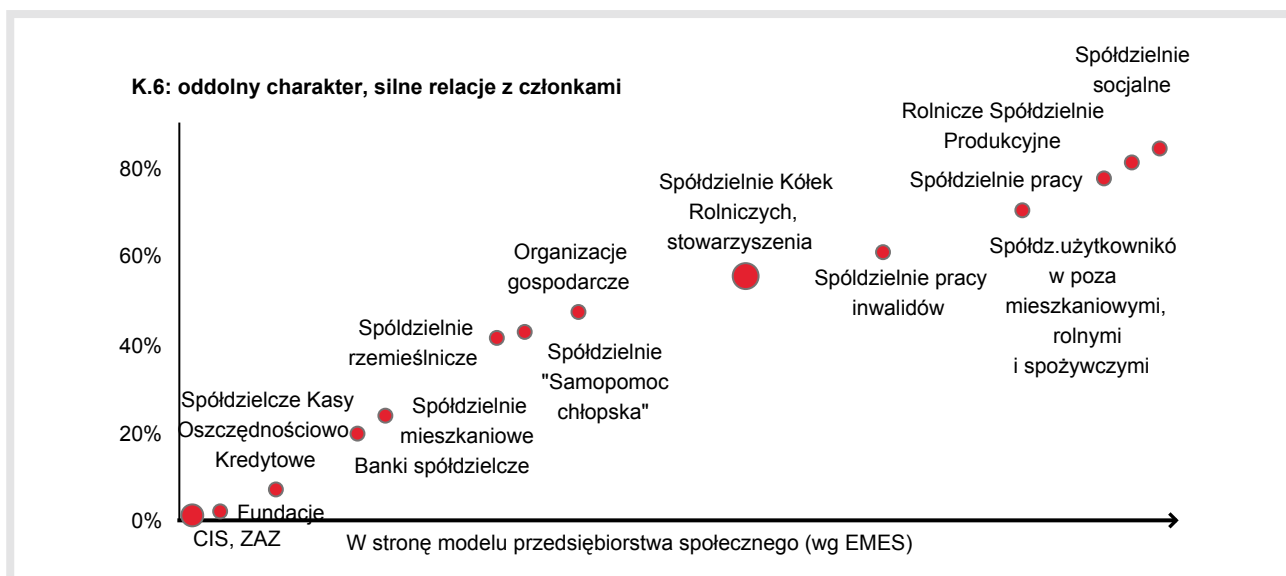 K.6: oddolny charakter, silne relacje z członkami
Spółdzielnie
socjalne
Rolnicze Spółdzielnie
Produkcyjne
80%
Spółdzielnie pracy
Spółdzielnie Kółek
Rolniczych,
stowarzyszenia
60%
Organizacje
gospodarcze
Spóldzielnie pracy
inwalidów
Spółdz.użytkownikó
w poza
mieszkaniowymi,
rolnymi
i spożywczymi
40%
Spóldzielnie
rzemieślnicze
Spółdzielnie
"Samopomoc
chłopska"
Spółdzielcze Kasy
Oszczędnościowo
Kredytowe
Spółdzielnie
mieszkaniowe
Banki spółdzielcze
20%
Fundacje
0%
CIS, ZAZ
W stronę modelu przedsiębiorstwa społecznego (wg EMES)